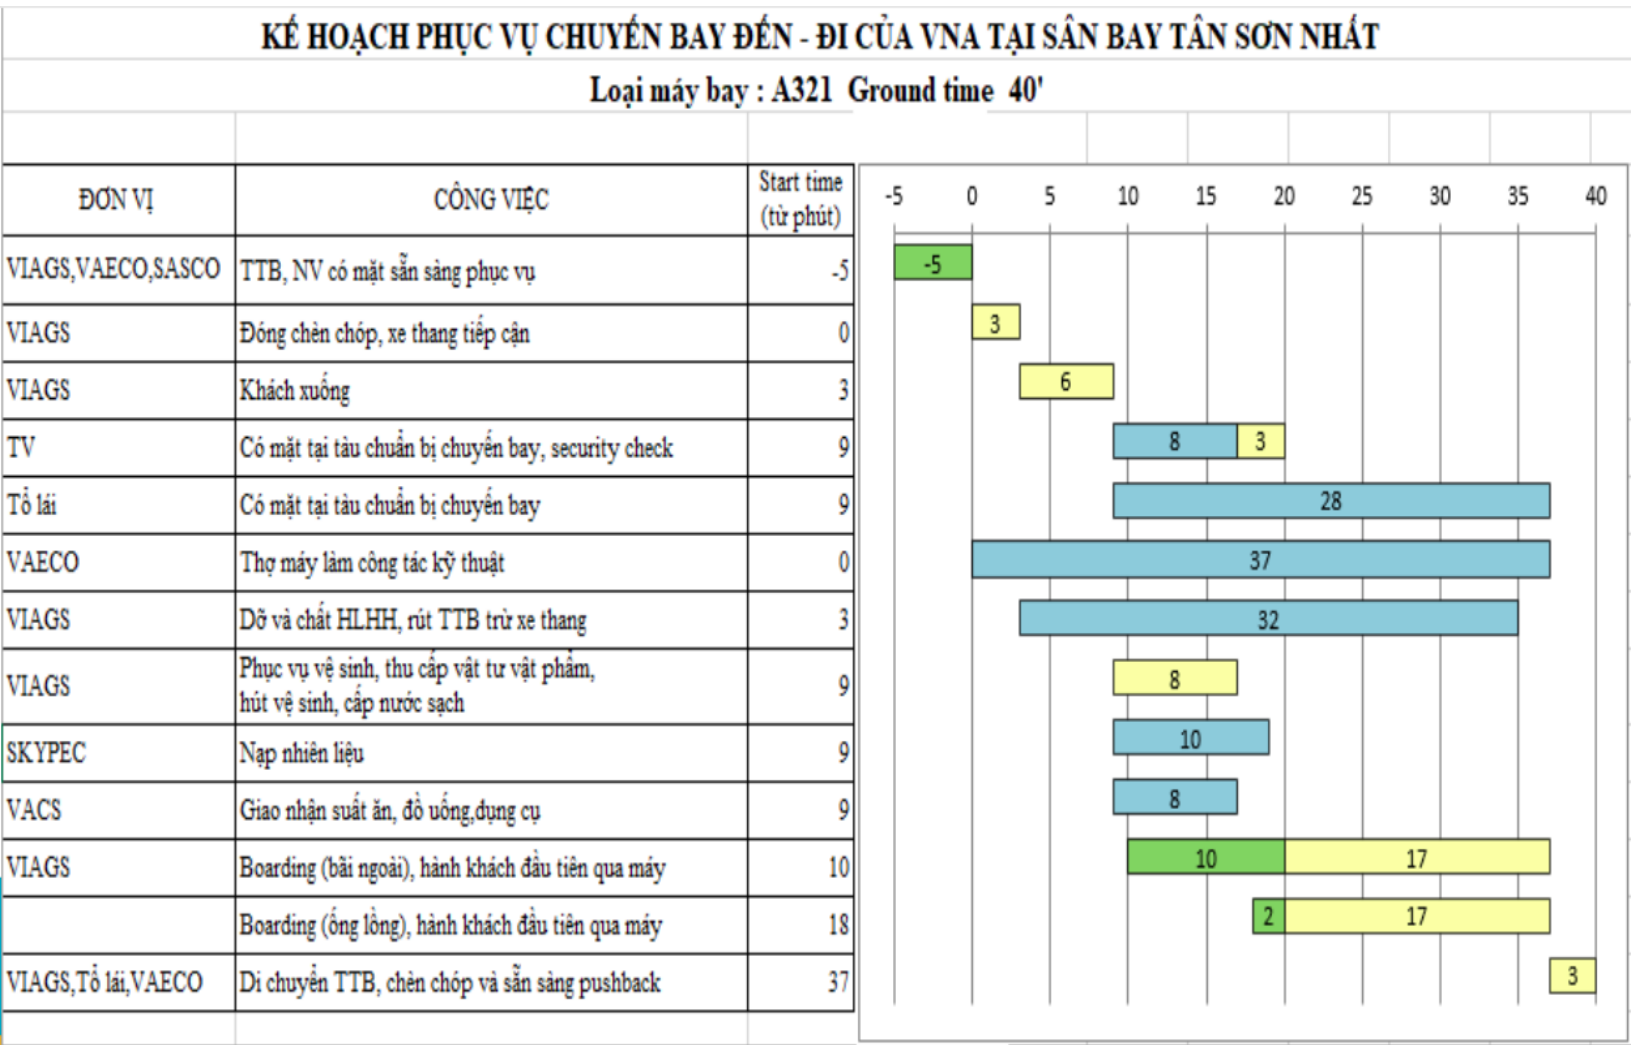 KẾ HOẠCH PHỤC VỤ CHUYẾN BAY ĐẾN - ĐI CỦA VNA TẠI SÂN BAY TÂN SƠN NHẤT
Loại máy bay : A321 Ground time 40'
ĐƠN VỊ CÔNG VIỆC Start time
(từ phút)
-5 0 5 10 15 20 25 30 35 40
VIAGS,VAECO,SASCO TTB, NV có mặt sẵn sàng phục vụ -5 -5
VIAGS Đóng chèn chóp, xe thang tiếp cận 0 3
VIAGS Khách xuống 3 6
TV Có mặt tại tàu chuẩn bị chuyến bay, security check 9 8 3
Tổ lái Có mặt tại tàu chuẩn bị chuyến bay 9 28
VAECO Thợ máy làm công tác kỹ thuật 0 37
VIAGS Dỡ và chất HLHH, rút TTB trừ xe thang 3 32
VIAGS Phục vụ vệ sinh, thu cấp vật tư vật phẩm,
hút vệ sinh, cấp nước sạch 9 8
SKYPEC Nạp nhiên liệu 9 10
VACS Giao nhận suất ăn, đồ uống,dụng cụ 9 8
VIAGS Boarding (bãi ngoài), hành khách đầu tiên qua máy 10 10 17
Boarding (ống lồng), hành khách đầu tiên qua máy 18 2 17
VIAGS,Tổ lái,VAECO Di chuyển TTB, chèn chóp và sẵn sàng pushback 37 3